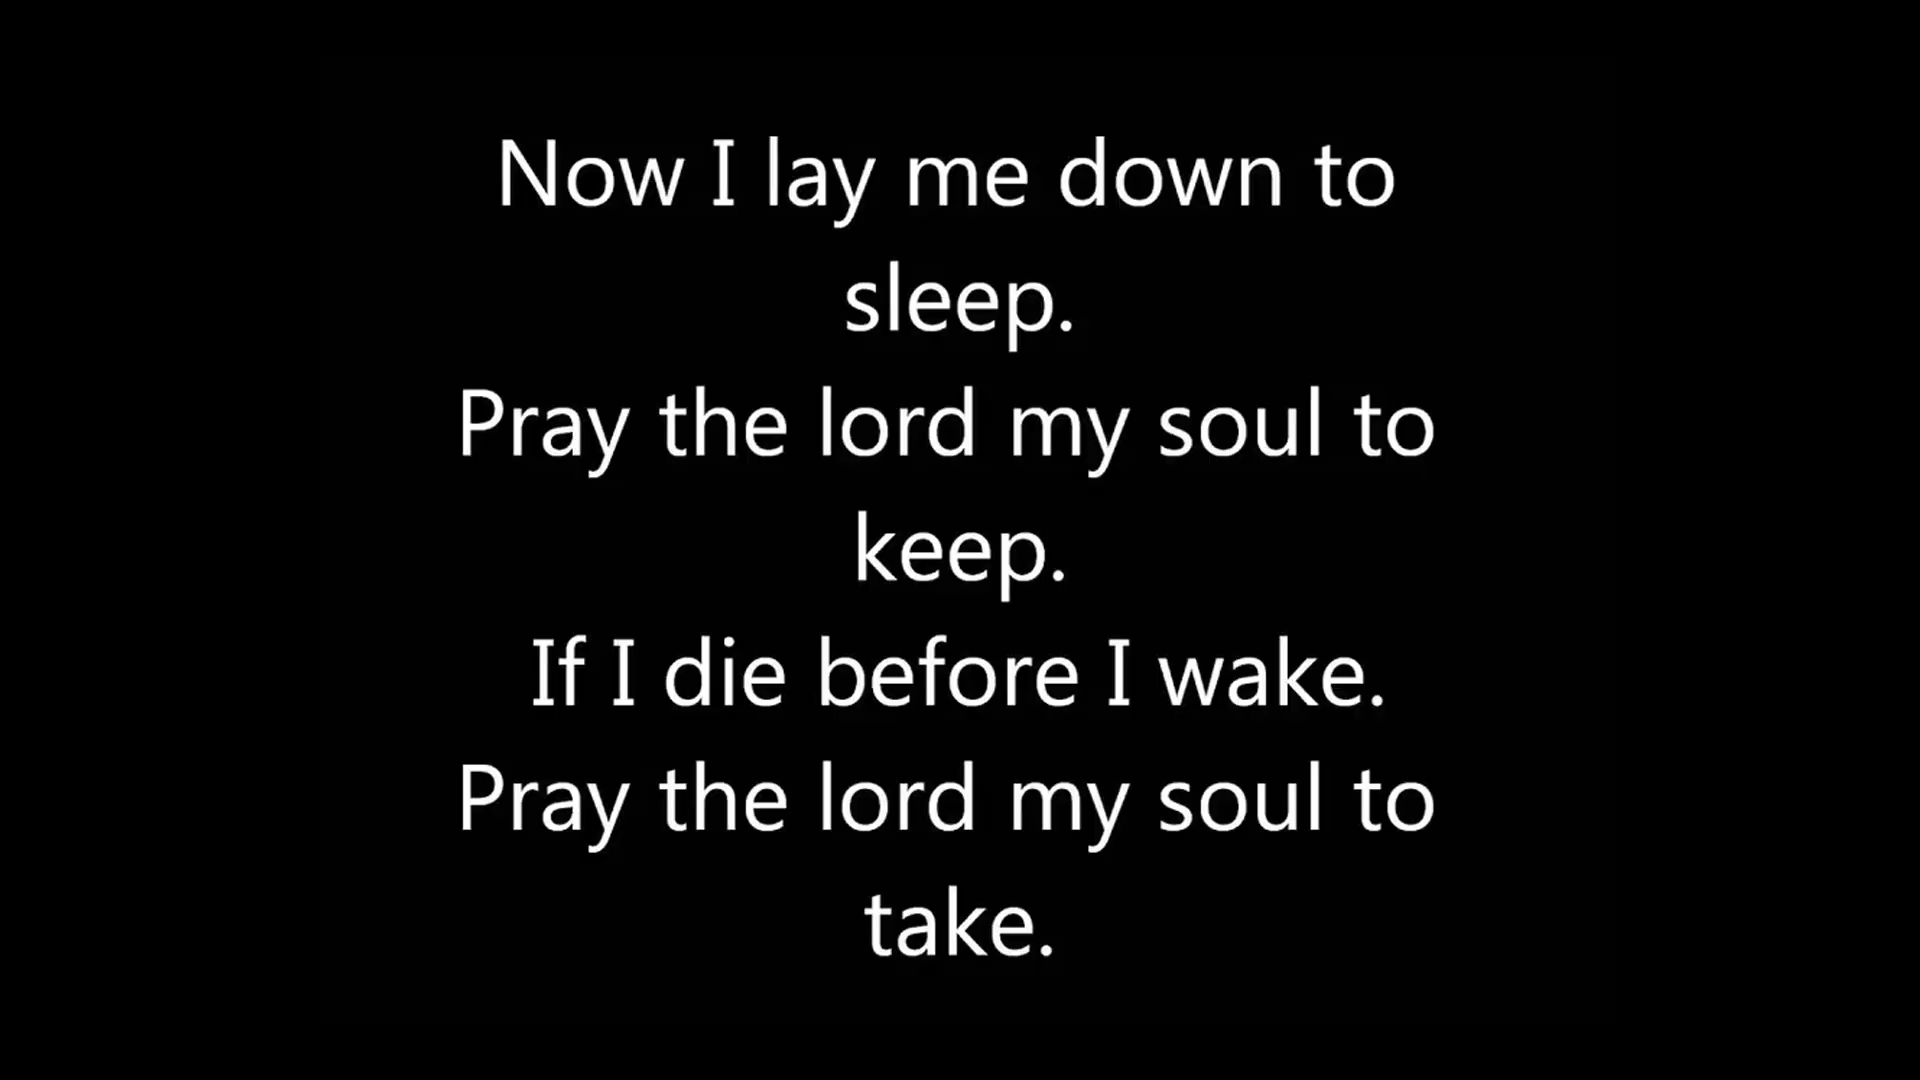 Now I lay me down to
sleep.
Pray the lord my soul to
keep.
If I die before I wake.
Pray the lord my soul to
take.